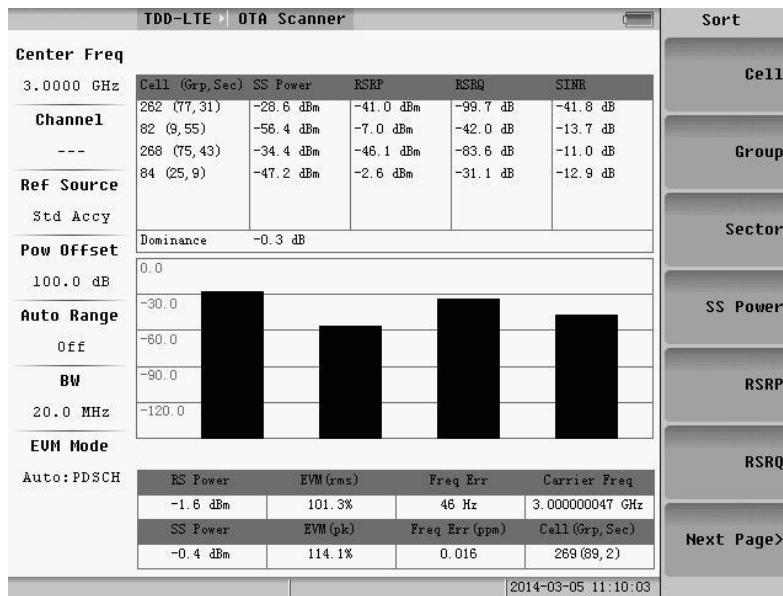 TDD-LTE OTA Scanner
Sort
Center Freq
3.0000 GHz
Channel
---
Ref Source
Std Accy
Pow Offset
100.0 dB
Auto Range
Off
BW
20.0 MHz
EVM Mode
Auto:PDSCH
Cell (Grp,Sec) SS Power RSRP RSRQ SINR
262 (77,31) -28.6 dBm -41.0 dBm -99.7 dB -41.8 dB
82 (9,55) -56.4 dBm -7.0 dBm -42.0 dB -13.7 dB
268 (75,43) -34.4 dBm -46.1 dBm -83.6 dB -11.0 dB
84 (25,9) -47.2 dBm -2.6 dBm -31.1 dB -12.9 dB
Dominance -0.3 dB
0.0
-30.0
-60.0
-90.0
-120.0
RS Power EVM(rms) Freq Err Carrier Freq
-1.6 dBm 101.3% 46 Hz 3.000000047 GHz
SS Power EVM(pk) Freq Err(ppm) Cell(Grp,Sec)
-0.4 dBm 114.1% 0.016 269(89,2)
2014-03-05 11:10:03
Cell
Group
Sector
SS Power
RSRP
RSRQ
Next Page>